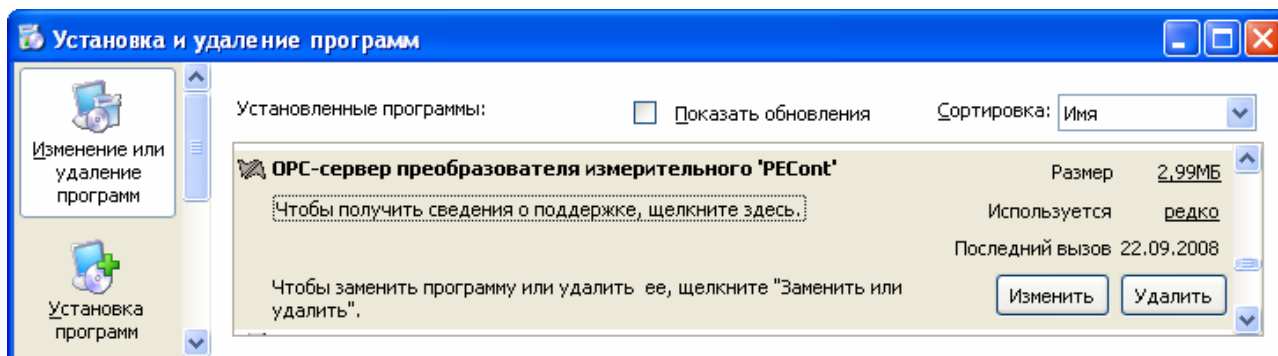 Установка и удаление программ
Изменение или
удаление
программ
Установка
программ
Установленные программы:
Показать обновления
Сортировка: Имя
OPC-сервер преобразователя измерительного 'PECont'
Размер 2,99МБ
Чтобы получить сведения о поддержке, щелкните здесь.
Используется редко
Последний вызов 22.09.2008
Чтобы заменить программу или удалить ее, щелкните "Заменить или
удалить".
Изменить
Удалить